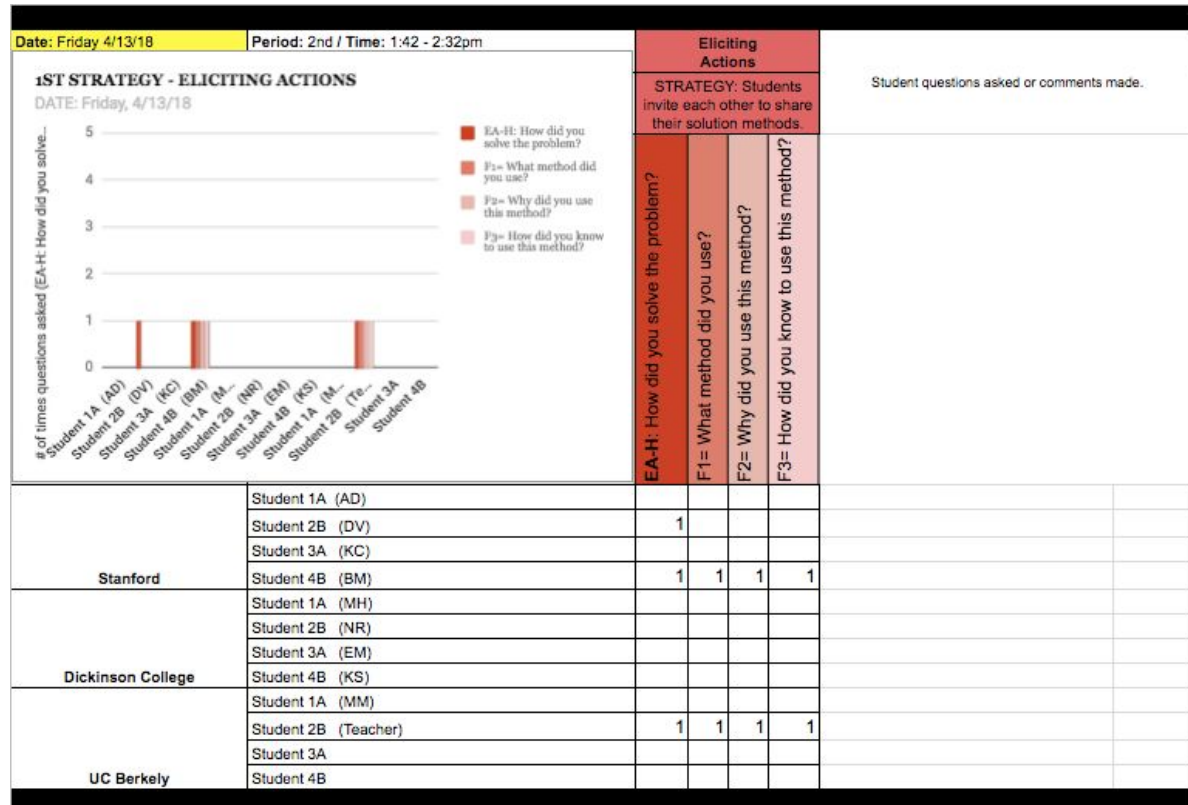 Date: Friday 4/13/18
Period: 2nd / Time: 1:42 - 2:32pm
Eliciting
Actions
STRATEGY: Students
invite each other to share
their solution methods.
Student questions asked or comments made.
1ST STRATEGY - ELICITING ACTIONS
DATE: Friday, 4/13/18
# of times questions asked (EA-H: How did you solve...
5
4
3
2
1
0
Student 1A (AD)
Student 2B (DV)
Student 3A (KC)
Student 4B (BM)
Student 1A (M...
Student 2B (NR)
Student 3A (EM)
Student 4B (KS)
Student 1A (M...
Student 2B (Te...
Student 3A
Student 4B
EA-H: How did you
solve the problem?
F1= What method did
you use?
F2= Why did you use
this method?
F3= How did you know
to use this method?
EA-H: How did you solve the problem?
F1= What method did you use?
F2= Why did you use this method?
F3= How did you know to use this method?
Student 1A (AD)
Student 2B (DV) 1
Student 3A (KC)
Stanford Student 4B (BM) 1 1 1 1
Student 1A (MH)
Student 2B (NR)
Student 3A (EM)
Dickinson College Student 4B (KS)
Student 1A (MM)
Student 2B (Teacher) 1 1 1 1
Student 3A
UC Berkely Student 4B